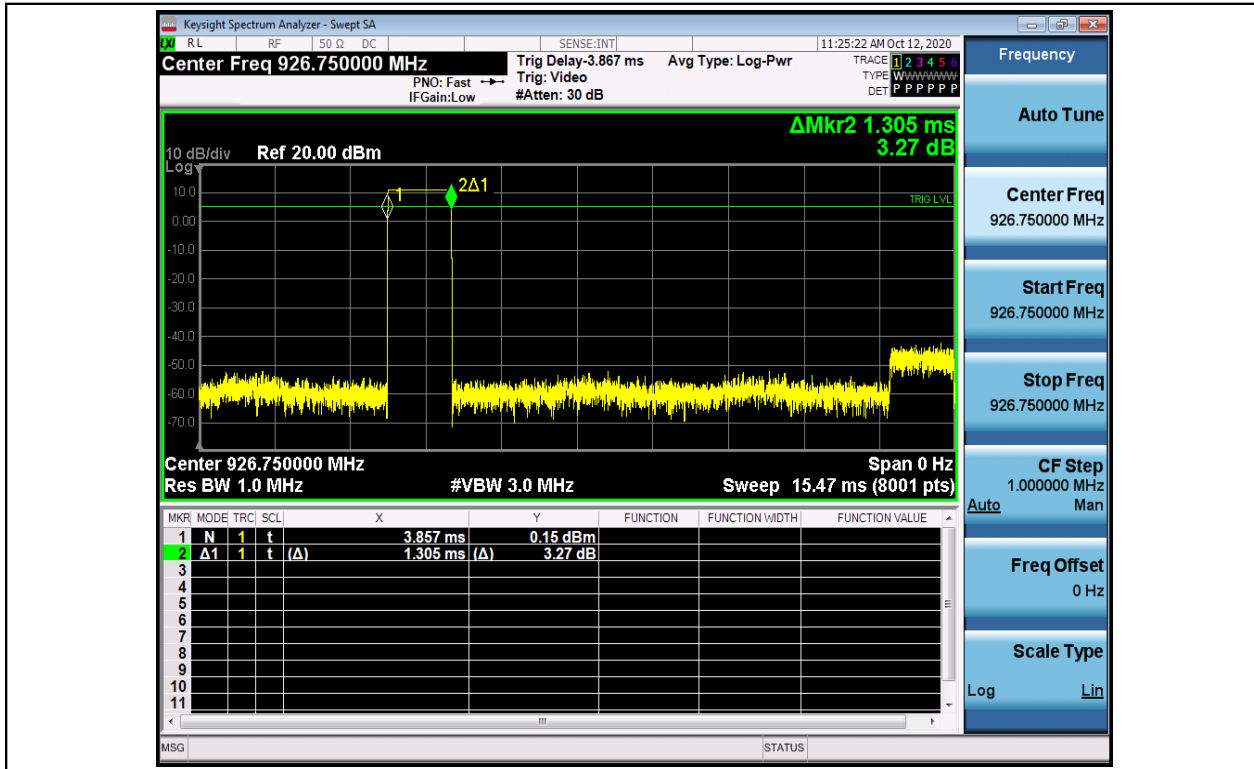 Keysight Spectrum Analyzer - Swept SA
LXI RL RF 50 Ω DC SENSE:INT 11:25:22 AM Oct 12, 2020
Center Freq 926.750000 MHz
PNO: Fast
IFGain:Low
Trig Delay-3.867 ms
Trig: Video
#Atten: 30 dB
Avg Type: Log-Pwr
TRACE 1 2 3 4 5 6
TYPE WWWWWW
DET P P P P P P
ΔMkr2 1.305 ms
3.27 dB
10 dB/div Ref 20.00 dBm
Log
10.0
0.00
-10.0
-20.0
-30.0
-40.0
-50.0
-60.0
-70.0
1
2Δ1
TRIG LVL
Center 926.750000 MHz Span 0 Hz
Res BW 1.0 MHz #VBW 3.0 MHz Sweep 15.47 ms (8001 pts)
MKR MODE TRC SCL X Y FUNCTION FUNCTION WIDTH FUNCTION VALUE
1 N 1 t 3.857 ms 0.15 dBm
2 Δ1 1 t (Δ) 1.305 ms (Δ) 3.27 dB
3
4
5
6
7
8
9
10
11
MSG STATUS
Frequency
Auto Tune
Center Freq
926.750000 MHz
Start Freq
926.750000 MHz
Stop Freq
926.750000 MHz
CF Step
1.000000 MHz
Auto Man
Freq Offset
0 Hz
Scale Type
Log Lin